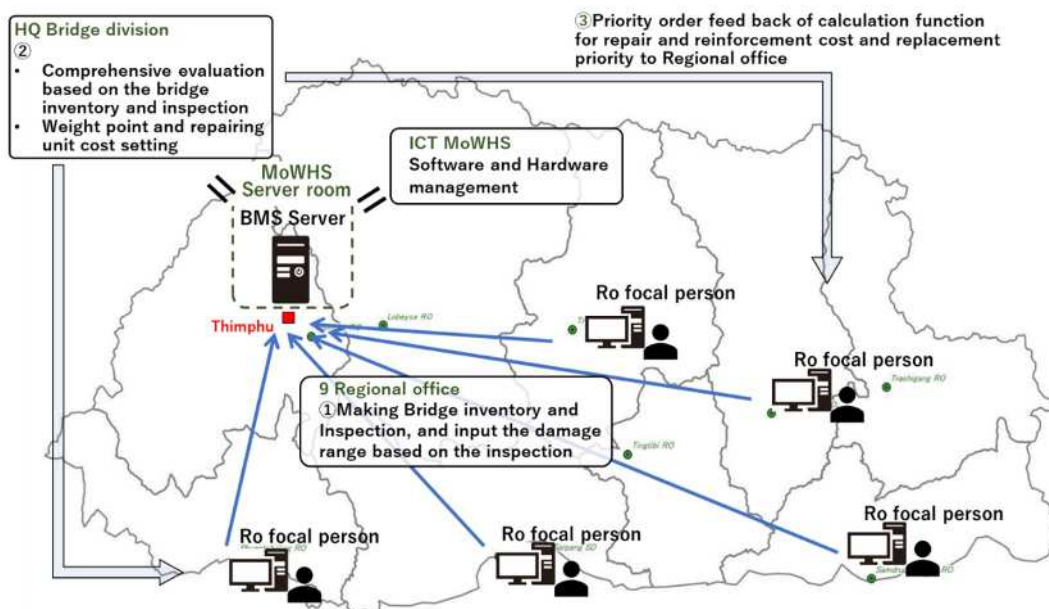 HQ Bridge division
②
• Comprehensive evaluation
based on the bridge
inventory and inspection
• Weight point and repairing
unit cost setting
③Priority order feed back of calculation function
for repair and reinforcement cost and replacement
priority to Regional office
ICT MoWHS
Software and Hardware
management
MoWHS
Server room
BMS Server
Thimphu
Lobeysa RO
Ro focal person
Ro focal person
Trashigang RO
9 Regional office
①Making Bridge inventory and
Inspection, and input the damage
range based on the inspection
Tingtibi RO
Ro focal person
Ro focal person
Ro focal person